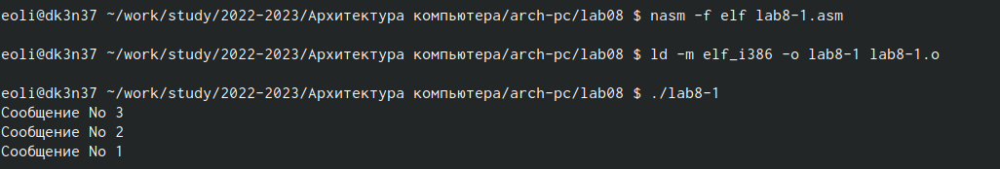 eoli@dk3n37 ~/work/study/2022-2023/Архитектура компьютера/arch-pc/lab08 $ nasm -f elf lab8-1.asm
eoli@dk3n37 ~/work/study/2022-2023/Архитектура компьютера/arch-pc/lab08 $ ld -m elf_i386 -o lab8-1 lab8-1.o
eoli@dk3n37 ~/work/study/2022-2023/Архитектура компьютера/arch-pc/lab08 $ ./lab8-1
Сообщение No 3
Сообщение No 2
Сообщение No 1